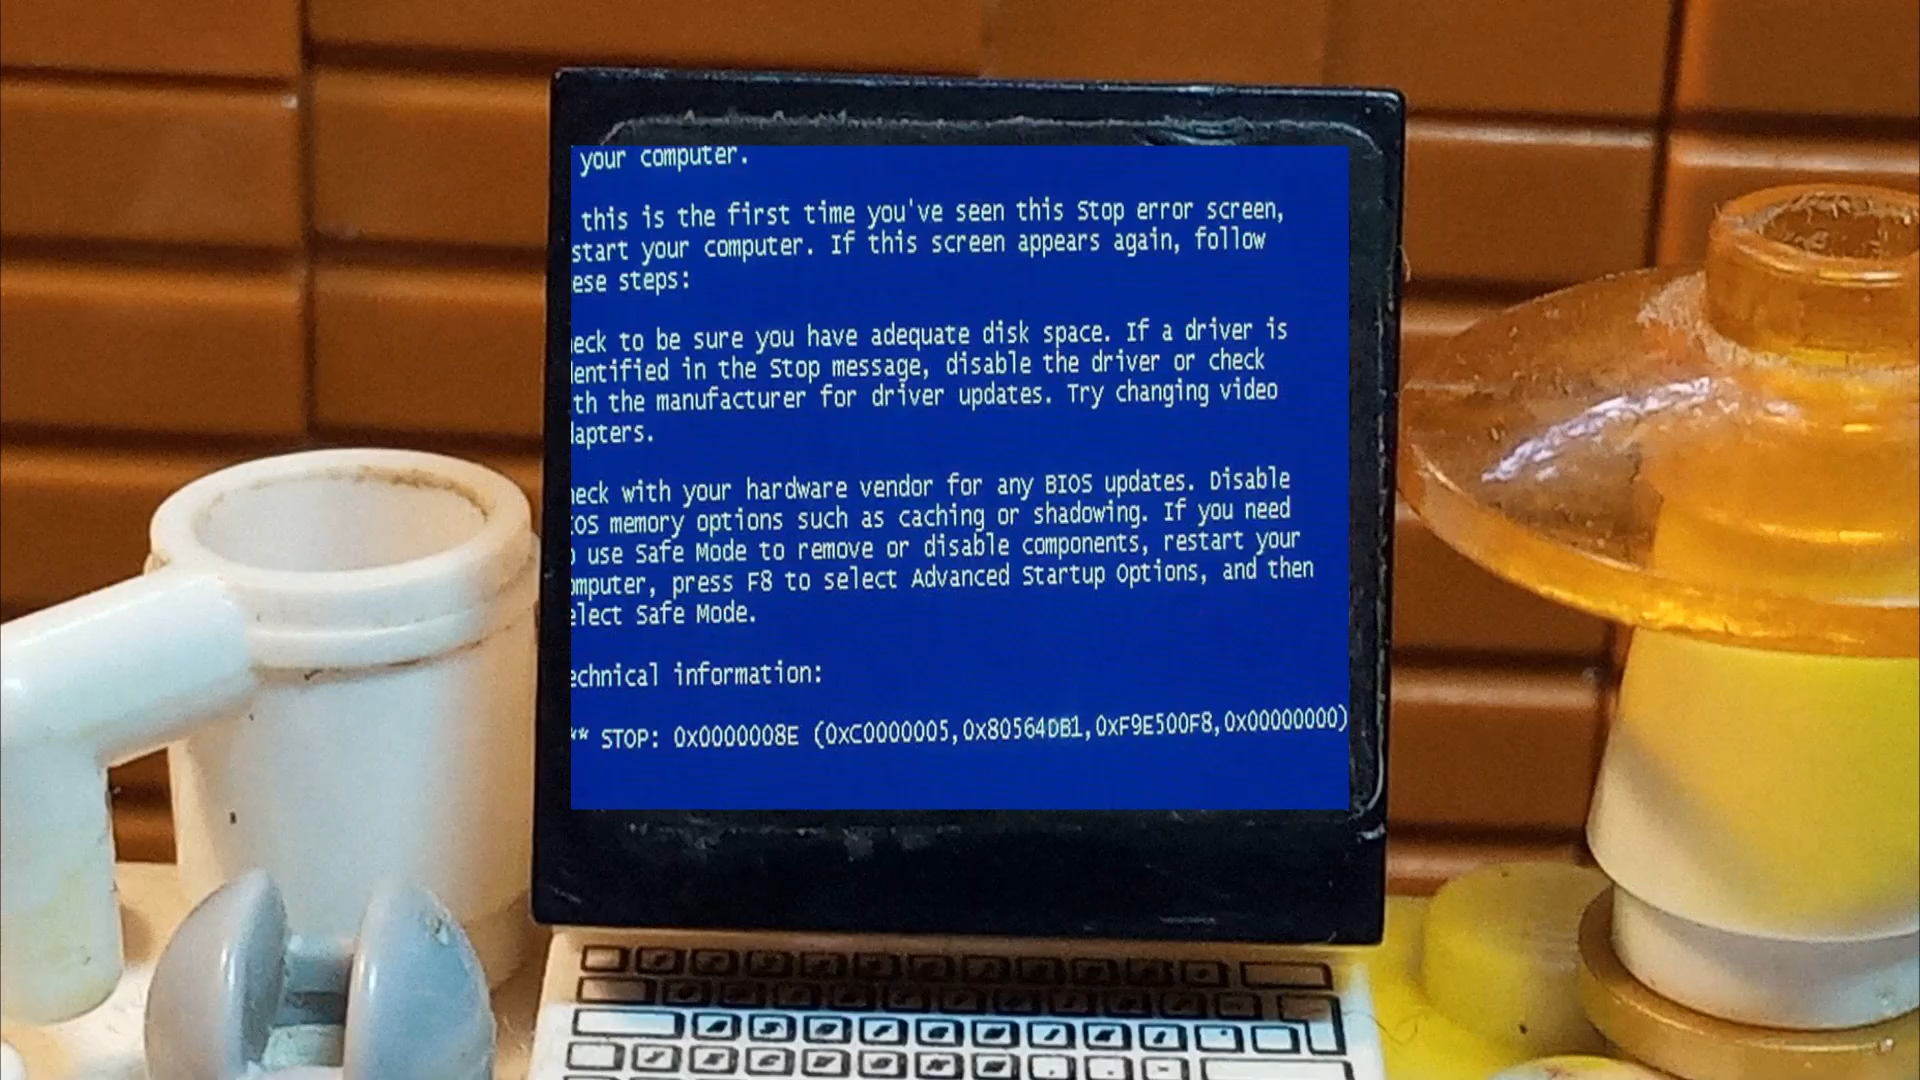 your computer.
this is the first time you've seen this Stop error screen,
start your computer. If this screen appears again, follow
ese steps:
eck to be sure you have adequate disk space. If a driver is
entified in the Stop message, disable the driver or check
th the manufacturer for driver updates. Try changing video
apters.
eck with your hardware vendor for any BIOS updates. Disable
OS memory options such as caching or shadowing. If you need
use Safe Mode to remove or disable components, restart your
omputer, press F8 to select Advanced Startup Options, and then
elect Safe Mode.
echnical information:
** STOP: 0x0000008E (0xC0000005,0x80564DB1,0xF9E500F8,0x00000000)